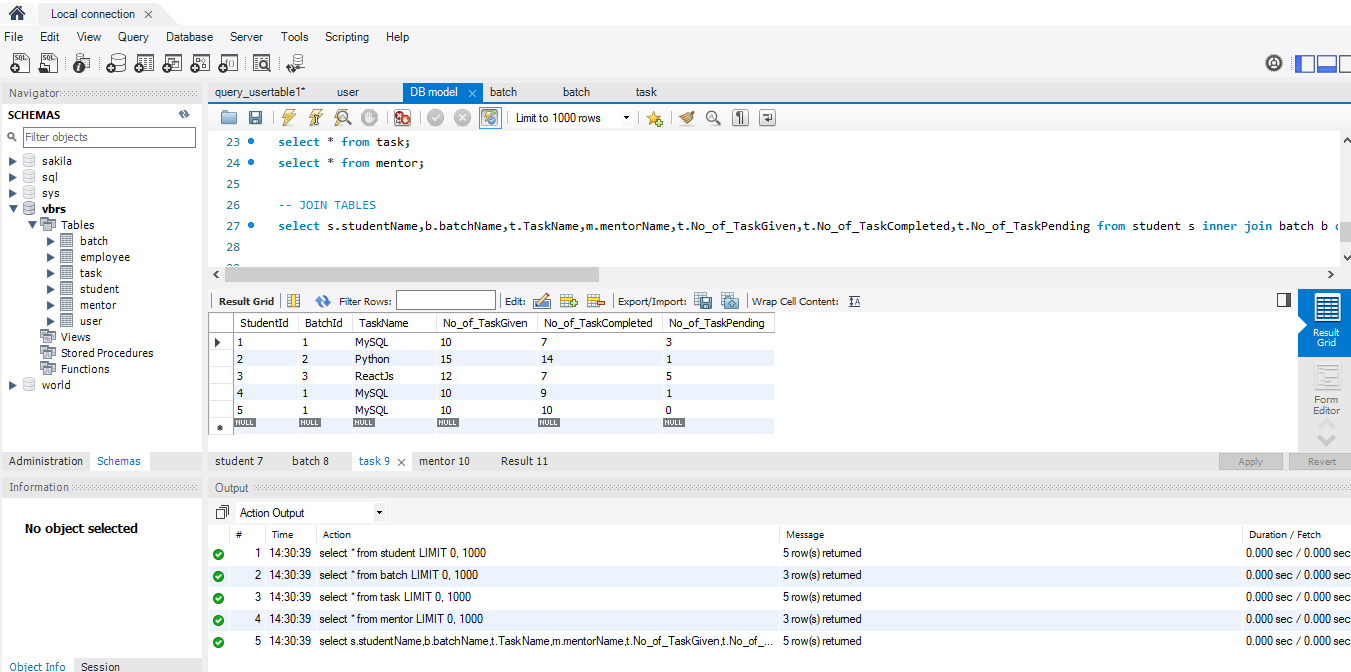 Local connection
File Edit View Query Database Server Tools Scripting Help
Navigator
SCHEMAS
Filter objects
sakila
sql
sys
vbrs
Tables
batch
employee
task
student
mentor
user
Views
Stored Procedures
Functions
world
Administration Schemas
Information
No object selected
Object Info Session
query_usertable1* user DB model batch batch task
Limit to 1000 rows
23 select * from task;
24 select * from mentor;
25
26 -- JOIN TABLES
27 select s.studentName,b.batchName,t.TaskName,m.mentorName,t.No_of_TaskGiven,t.No_of_TaskCompleted,t.No_of_TaskPending from student s inner join batch b
28
Result Grid Filter Rows: Edit: Export/Import: Wrap Cell Content:
StudentId BatchId TaskName No_of_TaskGiven No_of_TaskCompleted No_of_TaskPending
1 1 MySQL 10 7 3
2 2 Python 15 14 1
3 3 ReactJs 12 7 5
4 1 MySQL 10 9 1
5 1 MySQL 10 10 0
NULL NULL NULL NULL NULL NULL
Result Grid
Form Editor
student 7 batch 8 task 9 mentor 10 Result 11
Apply Revert
Output
Action Output
# Time Action Message Duration / Fetch
1 14:30:39 select * from student LIMIT 0, 1000 5 row(s) returned 0.000 sec / 0.000 sec
2 14:30:39 select * from batch LIMIT 0, 1000 3 row(s) returned 0.000 sec / 0.000 sec
3 14:30:39 select * from task LIMIT 0, 1000 5 row(s) returned 0.000 sec / 0.000 sec
4 14:30:39 select * from mentor LIMIT 0, 1000 3 row(s) returned 0.000 sec / 0.000 sec
5 14:30:39 select s.studentName,b.batchName,t.TaskName,m.mentorName,t.No_of_TaskGiven,t.No_of_... 5 row(s) returned 0.000 sec / 0.000 sec